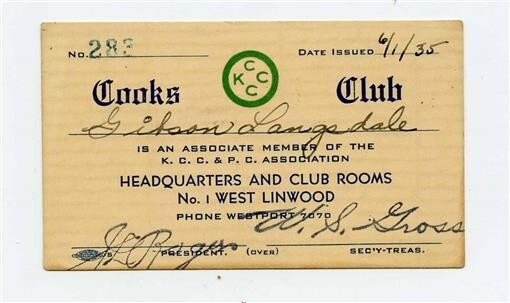 No. 283 DATE ISSUED 6/1/35
K C C C
Cooks Club
Gibson Langsdale
IS AN ASSOCIATE MEMBER OF THE
K. C. C. & P. C. ASSOCIATION
HEADQUARTERS AND CLUB ROOMS
No. 1 WEST LINWOOD
PHONE WESTPORT 7070
W. S. Gross
Rogers
PRESIDENT. (OVER) SEC'Y-TREAS.